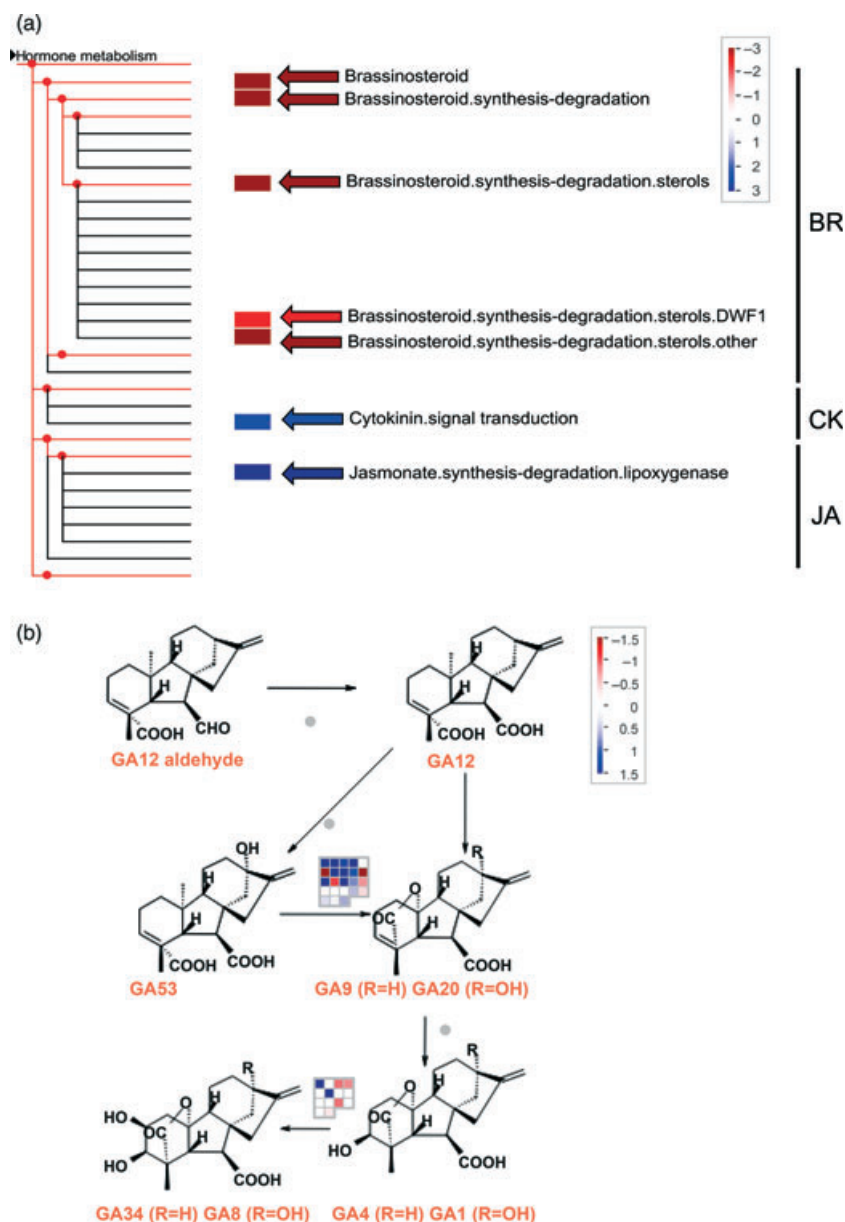 (a)
Hormone metabolism
Brassinosteroid
Brassinosteroid.synthesis-degradation
Brassinosteroid.synthesis-degradation.sterols
Brassinosteroid.synthesis-degradation.sterols.DWF1
Brassinosteroid.synthesis-degradation.sterols.other
Cytokinin.signal transduction
Jasmonate.synthesis-degradation.lipoxygenase
-3
-2
-1
0
1
2
3
BR
CK
JA
(b)
H
H
COOH
CHO
GA12 aldehyde
H
H
COOH
COOH
GA12
-1.5
-1
-0.5
0
0.5
1
1.5
OH
H
H
COOH
COOH
GA53
R
O
OC
H
H
COOH
GA9 (R=H) GA20 (R=OH)
R
O
HO
OC
H
H
HO
COOH
GA34 (R=H) GA8 (R=OH)
R
O
OC
H
H
HO
COOH
GA4 (R=H) GA1 (R=OH)